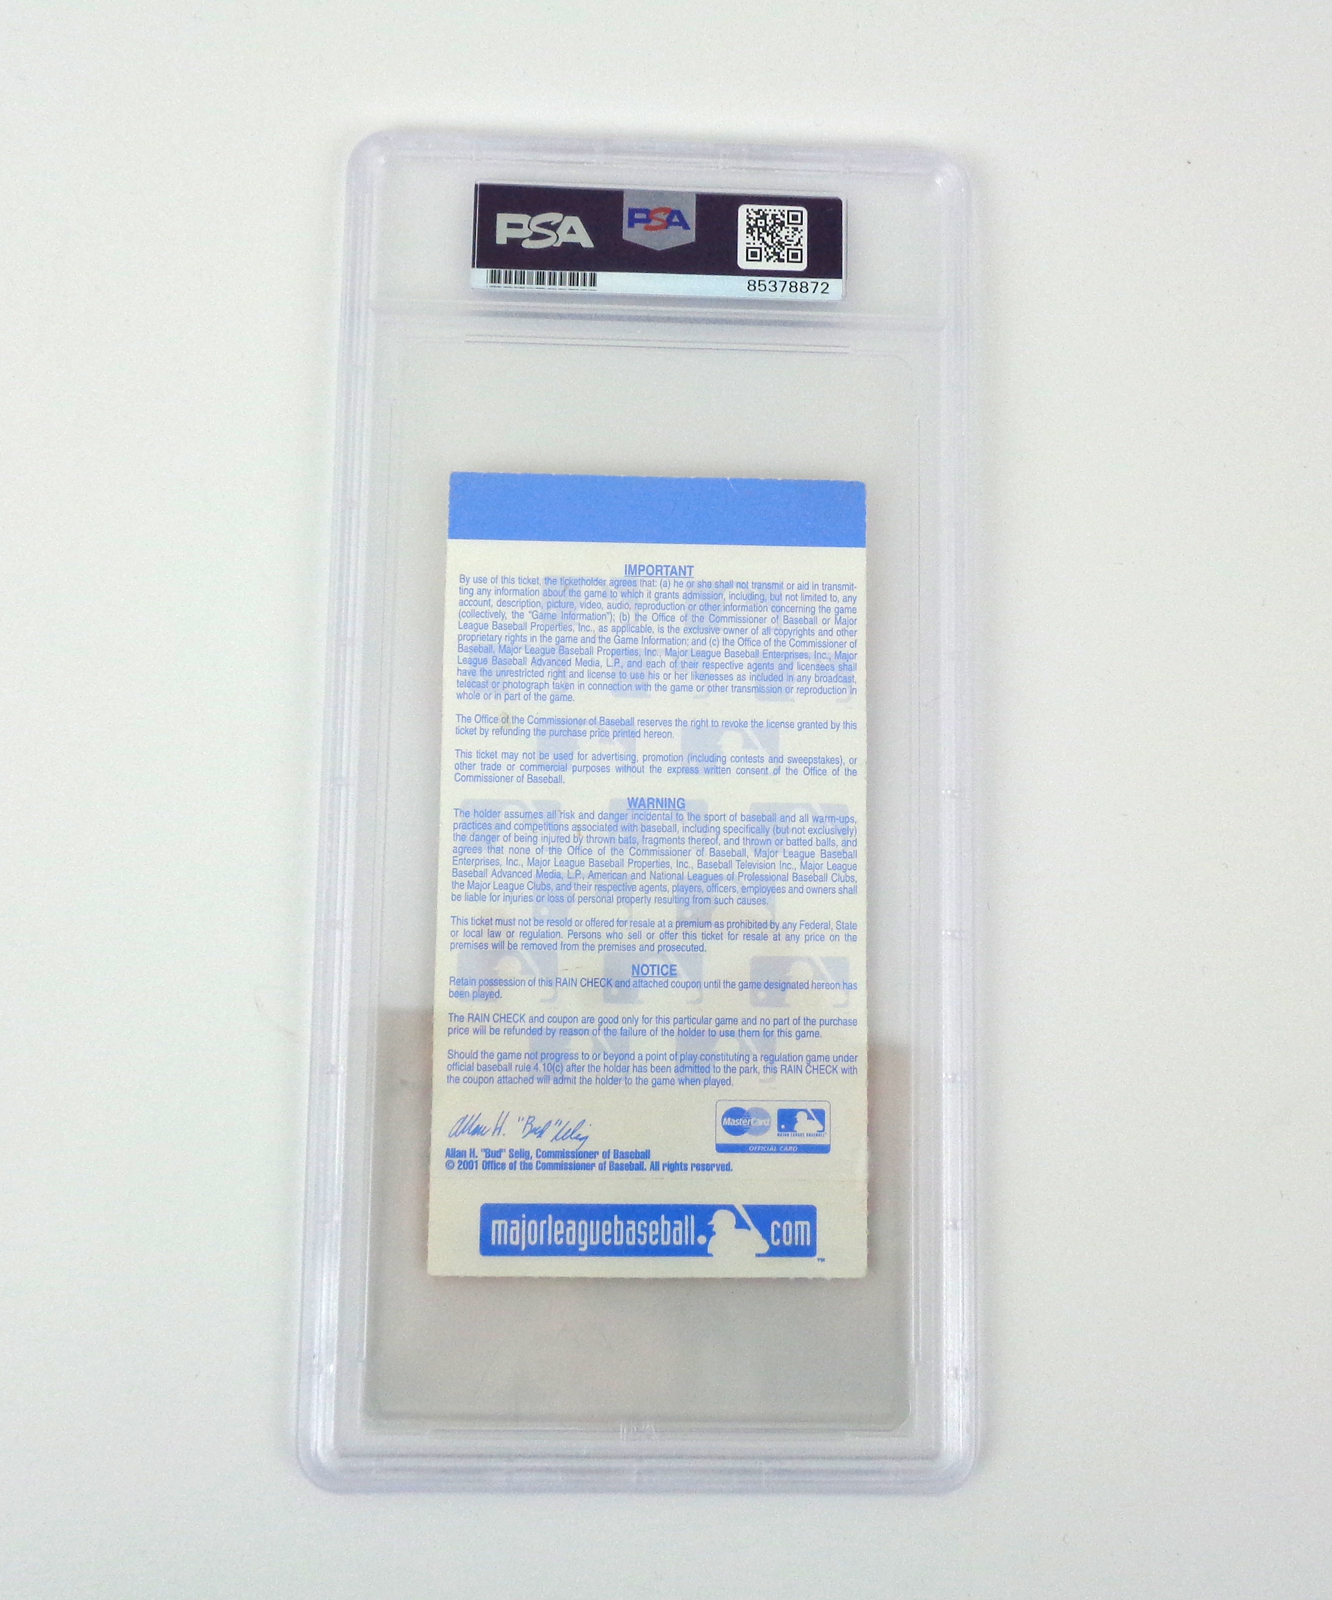 PSA
PSA
85378872
IMPORTANT
By use of this ticket, the ticketholder agrees that: (a) he or she shall not transmit or aid in transmit-
ting any information about the game to which it grants admission, including, but not limited to, any
account, description, picture, video, audio, reproduction or other information concerning the game
(collectively, the "Game Information"); (b) the Office of the Commissioner of Baseball or Major
League Baseball Properties, Inc., as applicable, is the exclusive owner of all copyrights and other
proprietary rights in the game and the Game Information; and (c) the Office of the Commissioner of
Baseball, Major League Baseball Properties, Inc., Major League Baseball Enterprises, Inc., Major
League Baseball Advanced Media, L.P., and each of their respective agents and licensees shall
have the unrestricted right and license to use his or her likenesses as included in any broadcast,
telecast or photograph taken in connection with the game or other transmission or reproduction in
whole or in part of the game.
The Office of the Commissioner of Baseball reserves the right to revoke the license granted by this
ticket by refunding the purchase price printed hereon.
This ticket may not be used for advertising, promotion (including contests and sweepstakes), or
other trade or commercial purposes without the express written consent of the Office of the
Commissioner of Baseball.
WARNING
The holder assumes all risk and danger incidental to the sport of baseball and all warm-ups,
practices and competitions associated with baseball, including specifically (but not exclusively)
the danger of being injured by thrown bats, fragments thereof, and thrown or batted balls, and
agrees that none of the Office of the Commissioner of Baseball, Major League Baseball
Enterprises, Inc., Major League Baseball Properties, Inc., Baseball Television Inc., Major League
Baseball Advanced Media, L.P., American and National Leagues of Professional Baseball Clubs,
the Major League Clubs, and their respective agents, players, officers, employees and owners shall
be liable for injuries or loss of personal property resulting from such causes.
This ticket must not be resold or offered for resale at a premium as prohibited by any Federal, State
or local law or regulation. Persons who sell or offer this ticket for resale at any price on the
premises will be removed from the premises and prosecuted.
NOTICE
Retain possession of this RAIN CHECK and attached coupon until the game designated hereon has
been played.
The RAIN CHECK and coupon are good only for this particular game and no part of the purchase
price will be refunded by reason of the failure of the holder to use them for this game.
Should the game not progress to or beyond a point of play constituting a regulation game under
official baseball rule 4.10(c) after the holder has been admitted to the park, this RAIN CHECK with
the coupon attached will admit the holder to the game when played.
Allan H. "Bud" Selig
MasterCard
MAJOR LEAGUE BASEBALL
OFFICIAL CARD
Allan H. "Bud" Selig, Commissioner of Baseball
© 2001 Office of the Commissioner of Baseball. All rights reserved.
majorleaguebaseball.com
TM